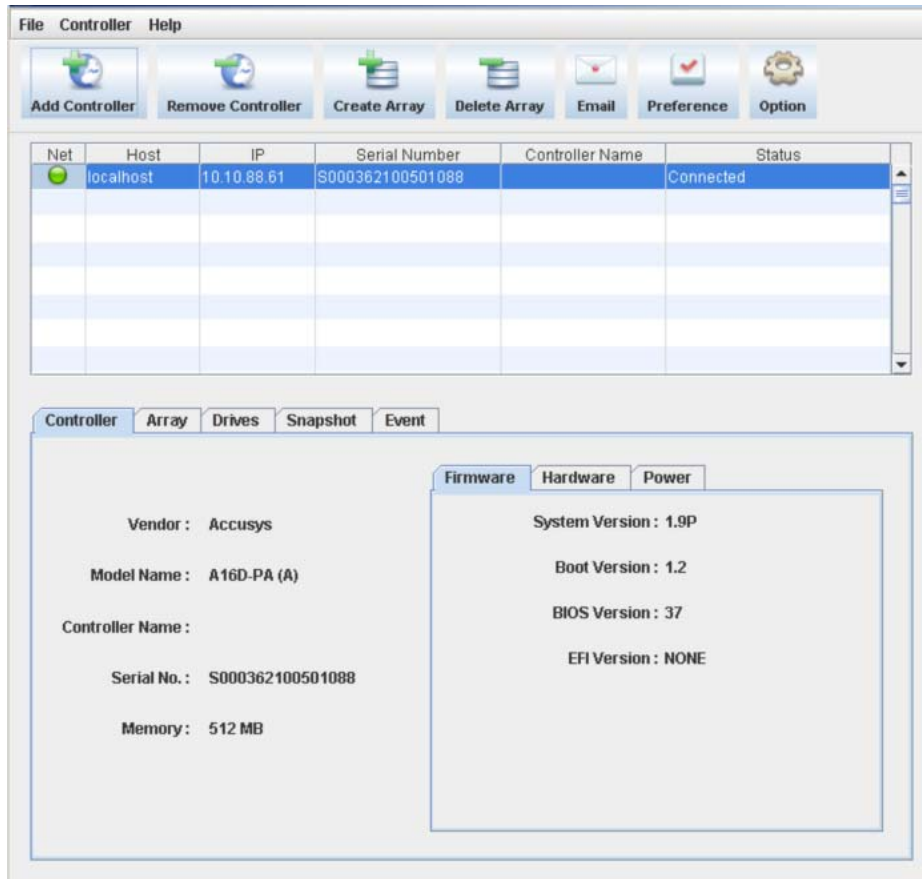 File Controller Help
Add Controller Remove Controller Create Array Delete Array Email Preference Option
Net Host IP Serial Number Controller Name Status
localhost 10.10.88.61 S000362100501088 Connected
Controller Array Drives Snapshot Event
Firmware Hardware Power
Vendor : Accusys
Model Name : A16D-PA (A)
Controller Name :
Serial No. : S000362100501088
Memory : 512 MB
System Version : 1.9P
Boot Version : 1.2
BIOS Version : 37
EFI Version : NONE